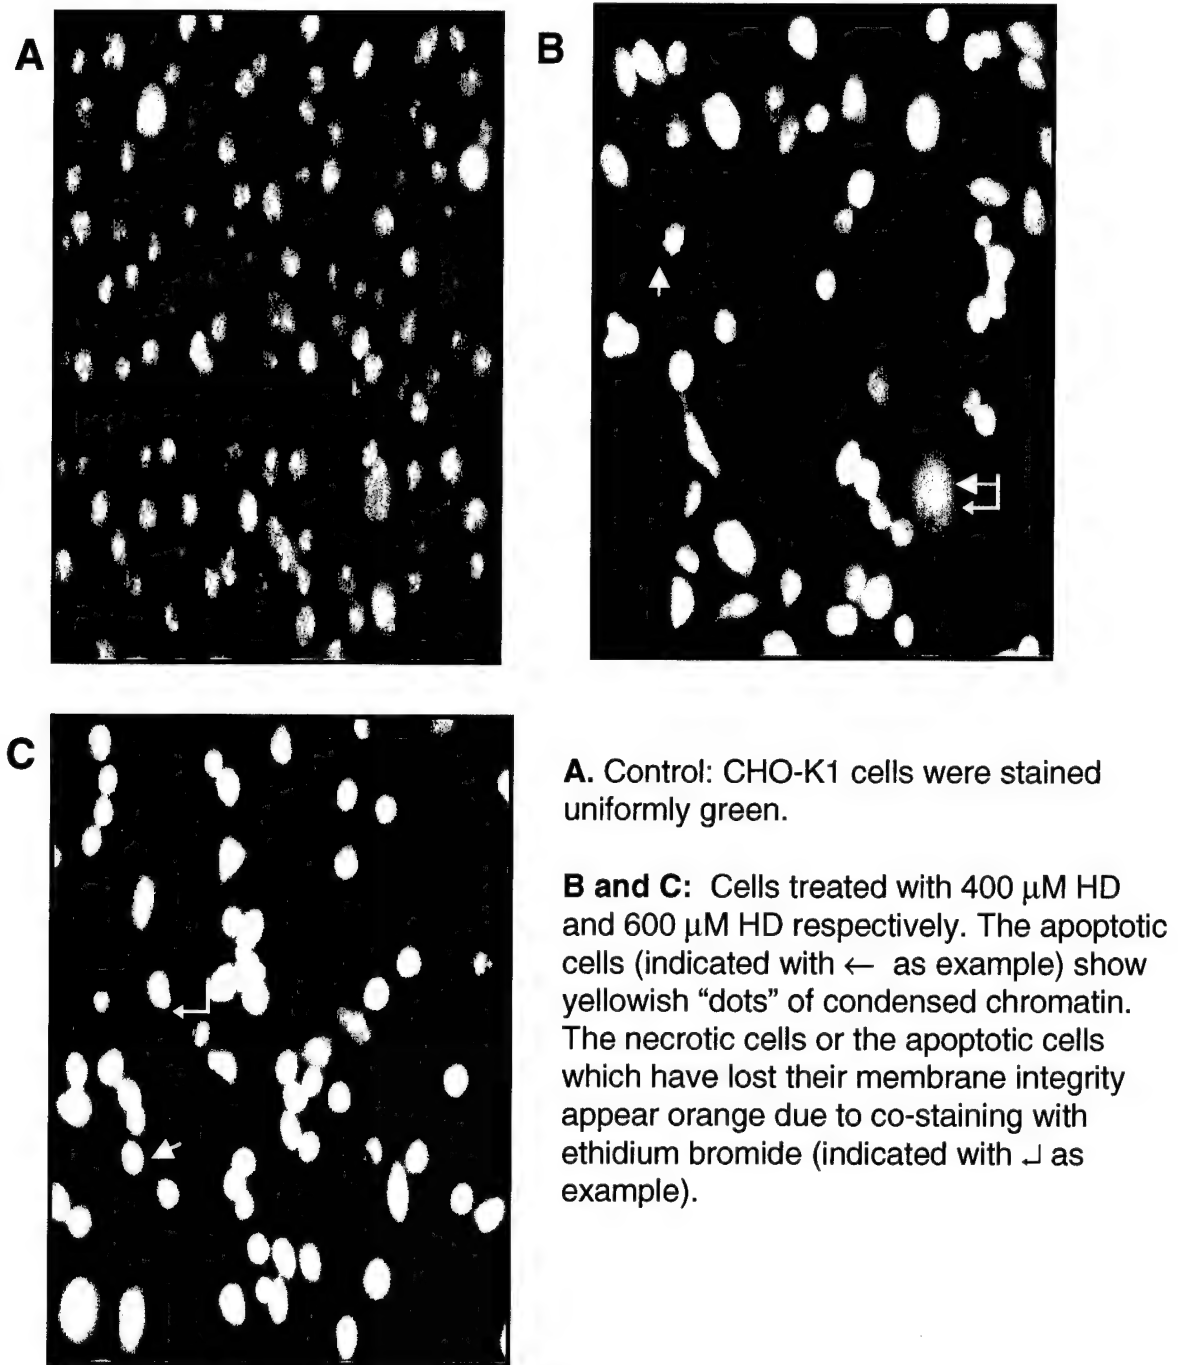 A
B
C
A. Control: CHO-K1 cells were stained
uniformly green.
B and C: Cells treated with 400 μM HD
and 600 μM HD respectively. The apoptotic
cells (indicated with ← as example) show
yellowish “dots” of condensed chromatin.
The necrotic cells or the apoptotic cells
which have lost their membrane integrity
appear orange due to co-staining with
ethidium bromide (indicated with ↲ as
example).